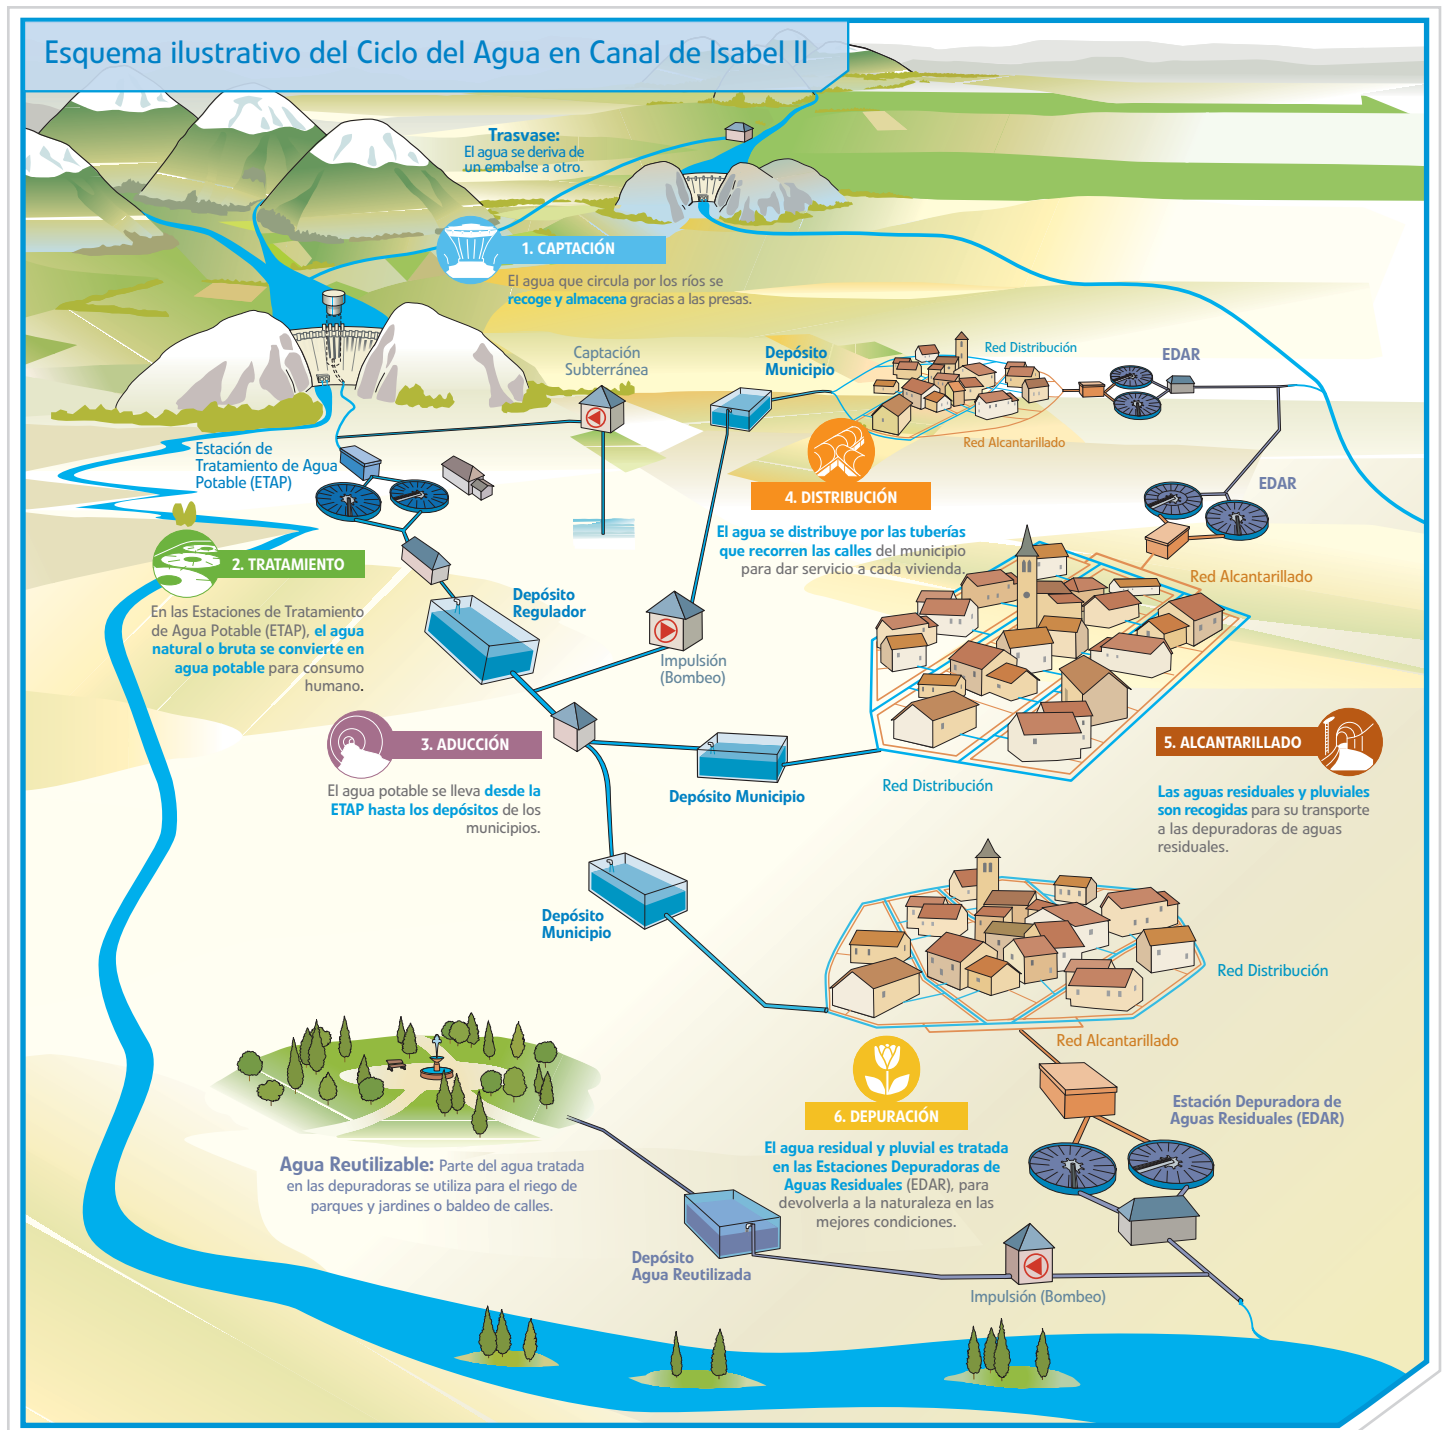 Esquema ilustrativo del Ciclo del Agua en Canal de Isabel II
Trasvase:
El agua se deriva de
un embalse a otro.
1. CAPTACIÓN
El agua que circula por los ríos se
recoge y almacena gracias a las presas.
Captación
Subterránea
Depósito
Municipio
Red Distribución
EDAR
Red Alcantarillado
Estación de
Tratamiento de Agua
Potable (ETAP)
4. DISTRIBUCIÓN
El agua se distribuye por las tuberías
que recorren las calles del municipio
para dar servicio a cada vivienda.
EDAR
Red Alcantarillado
2. TRATAMIENTO
En las Estaciones de Tratamiento
de Agua Potable (ETAP), el agua
natural o bruta se convierte en
agua potable para consumo
humano.
Depósito
Regulador
Impulsión
(Bombeo)
3. ADUCCIÓN
El agua potable se lleva desde la
ETAP hasta los depósitos de los
municipios.
Depósito Municipio
Red Distribución
5. ALCANTARILLADO
Las aguas residuales y pluviales
son recogidas para su transporte
a las depuradoras de aguas
residuales.
Depósito
Municipio
Red Distribución
Red Alcantarillado
6. DEPURACIÓN
El agua residual y pluvial es tratada
en las Estaciones Depuradoras de
Aguas Residuales (EDAR), para
devolverla a la naturaleza en las
mejores condiciones.
Estación Depuradora de
Aguas Residuales (EDAR)
Agua Reutilizable: Parte del agua tratada
en las depuradoras se utiliza para el riego de
parques y jardines o baldeo de calles.
Depósito
Agua Reutilizada
Impulsión (Bombeo)